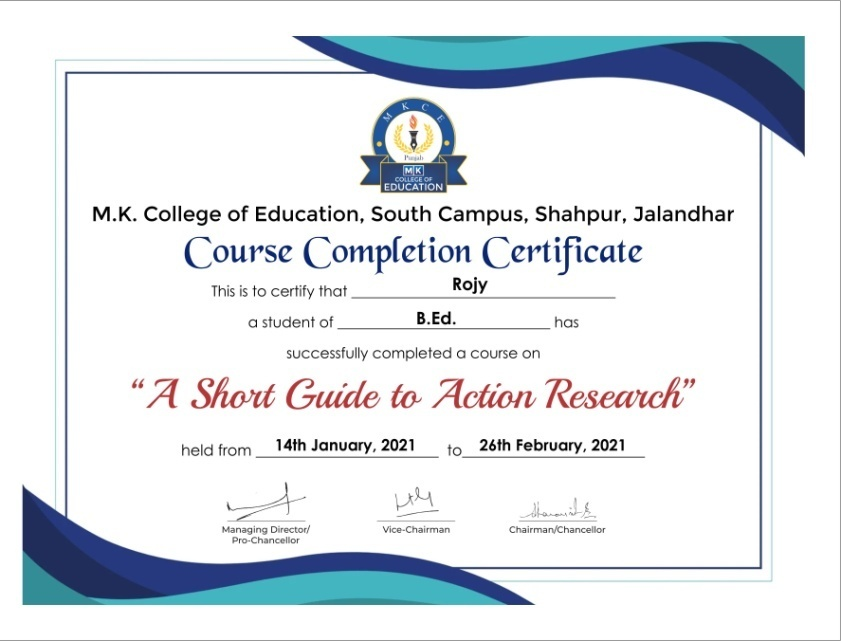 M K C E
Punjab
MK
COLLEGE OF
EDUCATION
M.K. College of Education, South Campus, Shahpur, Jalandhar
Course Completion Certificate
This is to certify that Rojy
a student of B.Ed. has
successfully completed a course on
“A Short Guide to Action Research”
held from 14th January, 2021 to 26th February, 2021
Managing Director/ Vice-Chairman Chairman/Chancellor
Pro-Chancellor